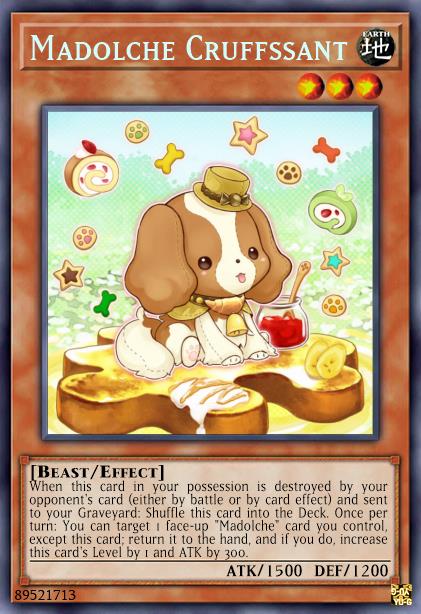 MADOLCHE CRUFFSSANT
EARTH
地
[BEAST/EFFECT]
When this card in your possession is destroyed by your
opponent's card (either by battle or by card effect) and sent
to your Graveyard: Shuffle this card into the Deck. Once per
turn: You can target 1 face-up "Madolche" card you control,
except this card; return it to the hand, and if you do, increase
this card's Level by 1 and ATK by 300.
ATK/1500 DEF/1200
89521713